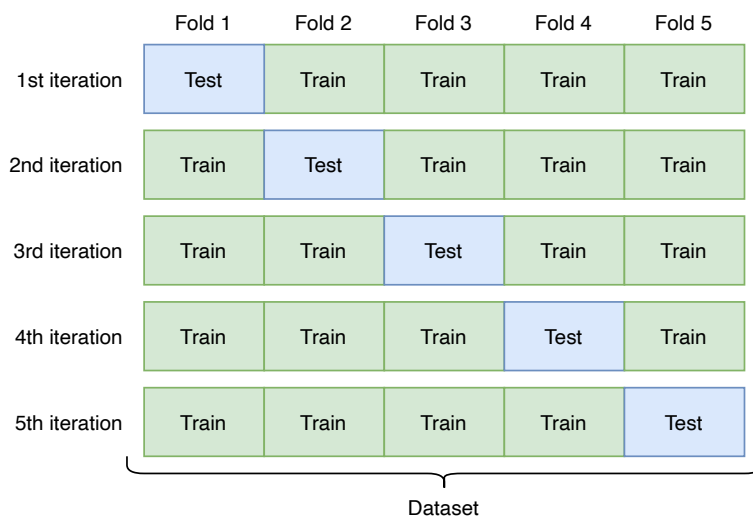 Fold 1 Fold 2 Fold 3 Fold 4 Fold 5
1st iteration Test Train Train Train Train
2nd iteration Train Test Train Train Train
3rd iteration Train Train Test Train Train
4th iteration Train Train Train Test Train
5th iteration Train Train Train Train Test
Dataset